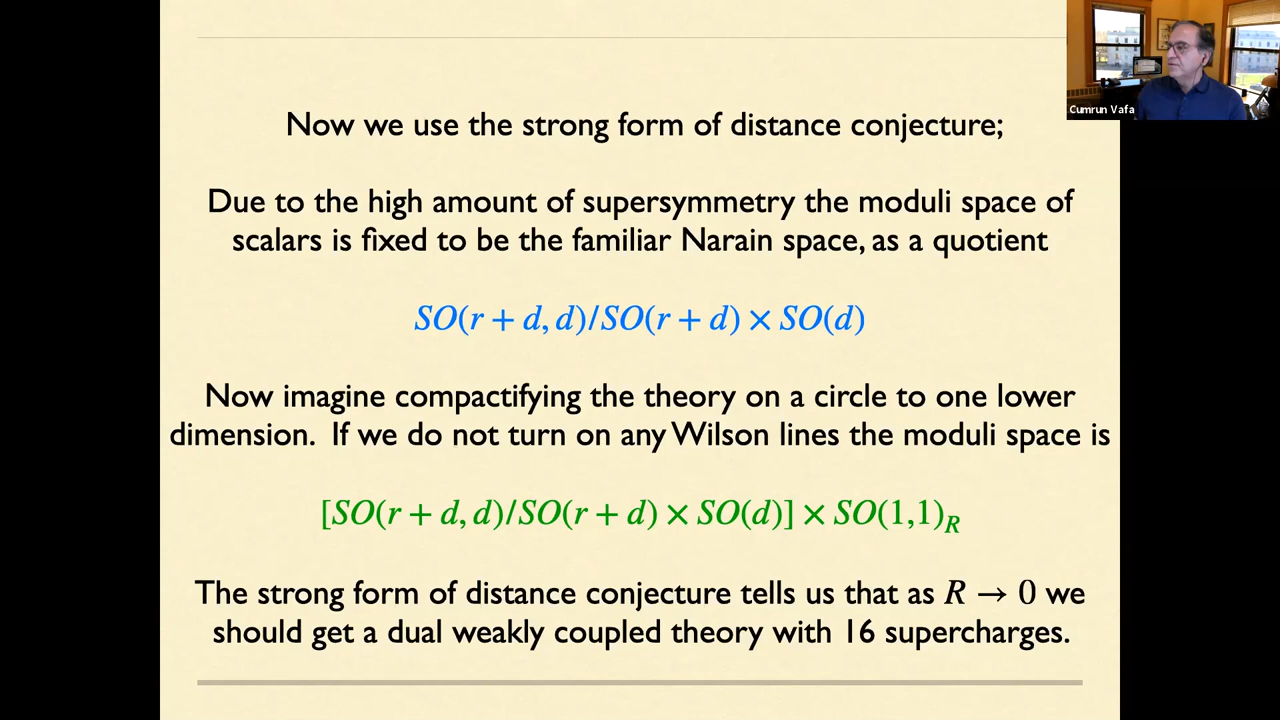 Cumrun Vafa
Now we use the strong form of distance conjecture;
Due to the high amount of supersymmetry the moduli space of
scalars is fixed to be the familiar Narain space, as a quotient
SO(r + d, d)/SO(r + d) × SO(d)
Now imagine compactifying the theory on a circle to one lower
dimension. If we do not turn on any Wilson lines the moduli space is
[SO(r + d, d)/SO(r + d) × SO(d)] × SO(1,1)_R
The strong form of distance conjecture tells us that as R → 0 we
should get a dual weakly coupled theory with 16 supercharges.